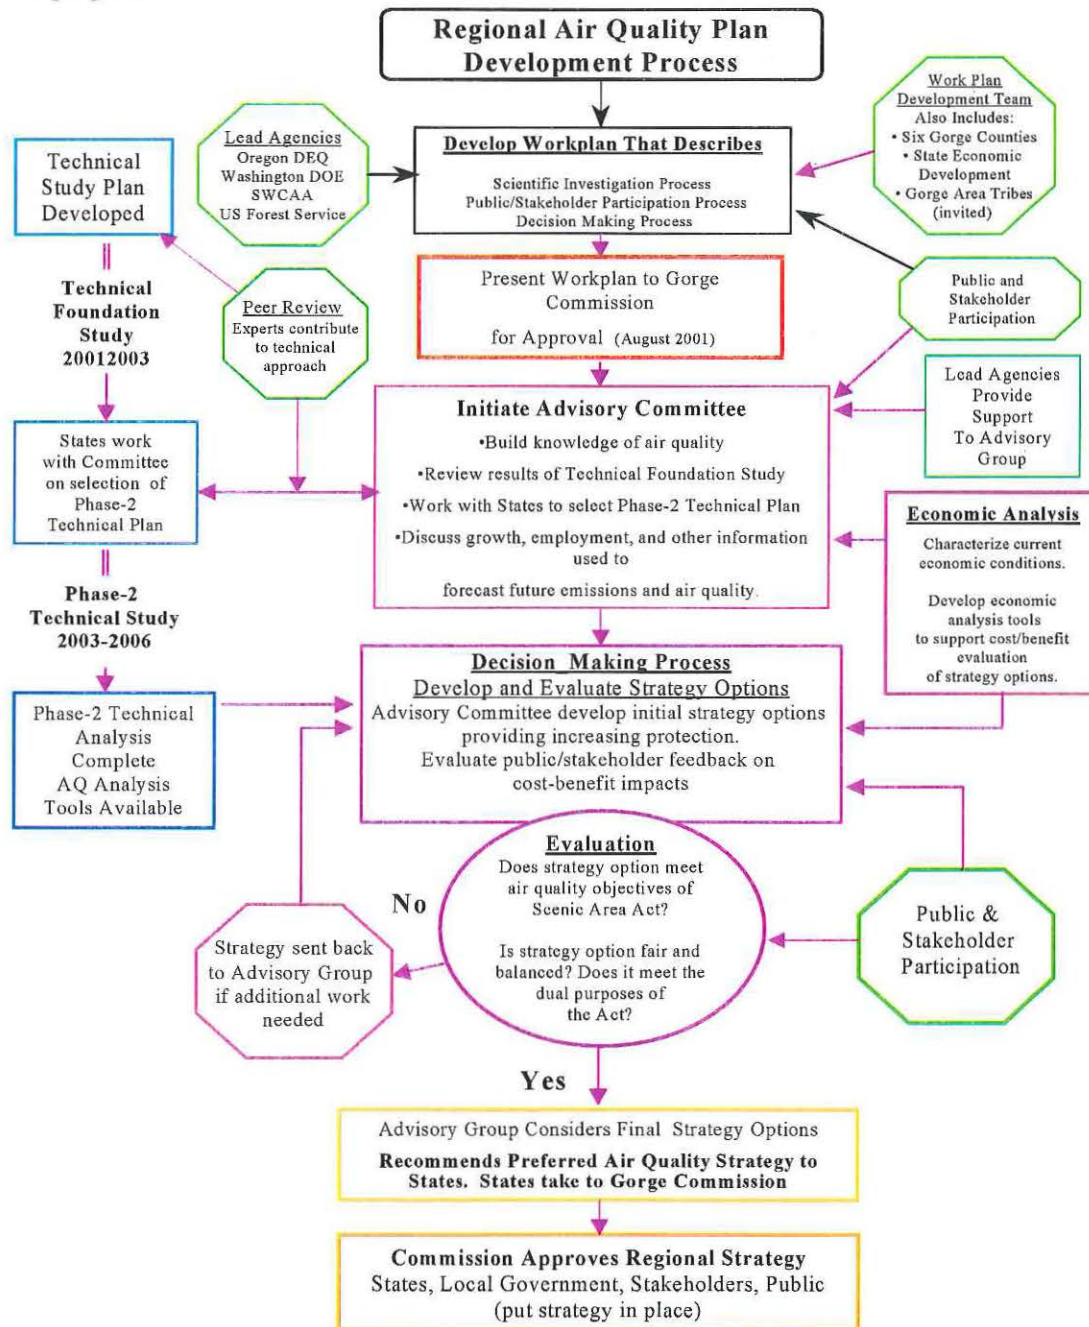 Regional Air Quality Plan
Development Process
Lead Agencies
Oregon DEQ
Washington DOE
SWCAA
US Forest Service
Develop Workplan That Describes
Scientific Investigation Process
Public/Stakeholder Participation Process
Decision Making Process
Work Plan
Development Team
Also Includes:
• Six Gorge Counties
• State Economic
Development
• Gorge Area Tribes
(invited)
Technical
Study Plan
Developed
Technical
Foundation
Study
20012003
Peer Review
Experts contribute
to technical
approach
Present Workplan to Gorge
Commission
for Approval (August 2001)
Public and
Stakeholder
Participation
Lead Agencies
Provide
Support
To Advisory
Group
Initiate Advisory Committee
•Build knowledge of air quality
•Review results of Technical Foundation Study
•Work with States to select Phase-2 Technical Plan
•Discuss growth, employment, and other information
used to
forecast future emissions and air quality.
States work
with Committee
on selection of
Phase-2
Technical Plan
Economic Analysis
Characterize current
economic conditions.
Develop economic
analysis tools
to support cost/benefit
evaluation
of strategy options.
Phase-2
Technical Study
2003-2006
Phase-2 Technical
Analysis
Complete
AQ Analysis
Tools Available
Decision_Making Process
Develop and Evaluate Strategy Options
Advisory Committee develop initial strategy options
providing increasing protection.
Evaluate public/stakeholder feedback on
cost-benefit impacts
Evaluation
Does strategy option meet
air quality objectives of
Scenic Area Act?
Is strategy option fair and
balanced? Does it meet the
dual purposes of
the Act?
No
Strategy sent back
to Advisory Group
if additional work
needed
Public &
Stakeholder
Participation
Yes
Advisory Group Considers Final Strategy Options
Recommends Preferred Air Quality Strategy to
States. States take to Gorge Commission
Commission Approves Regional Strategy
States, Local Government, Stakeholders, Public
(put strategy in place)